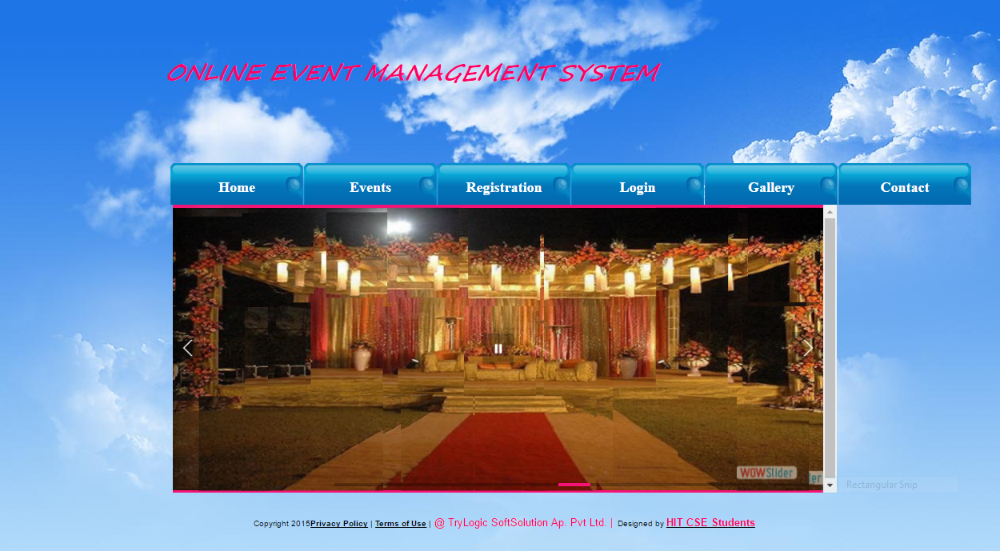 ONLINE EVENT MANAGEMENT SYSTEM
Home Events Registration Login Gallery Contact
WOWSlider
ler
Rectangular Snip
Copyright 2015Privacy Policy | Terms of Use | @ TryLogic SoftSolution Ap. Pvt Ltd. | Designed by HIT CSE Students